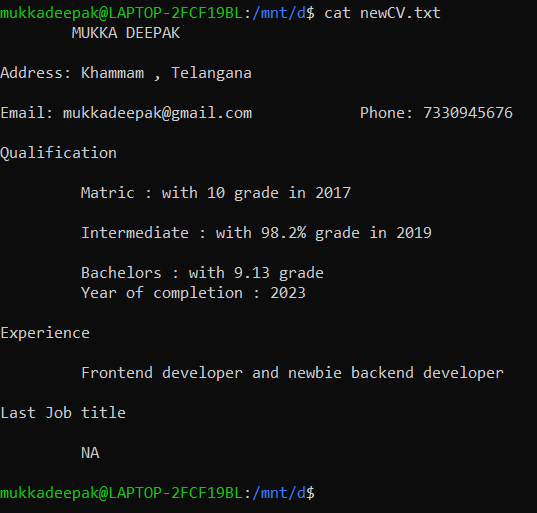 mukkadeepak@LAPTOP-2FCF19BL:/mnt/d$ cat newCV.txt
MUKKA DEEPAK
Address: Khammam , Telangana
Email: mukkadeepak@gmail.com Phone: 7330945676
Qualification
Matric : with 10 grade in 2017
Intermediate : with 98.2% grade in 2019
Bachelors : with 9.13 grade
Year of completion : 2023
Experience
Frontend developer and newbie backend developer
Last Job title
NA
mukkadeepak@LAPTOP-2FCF19BL:/mnt/d$